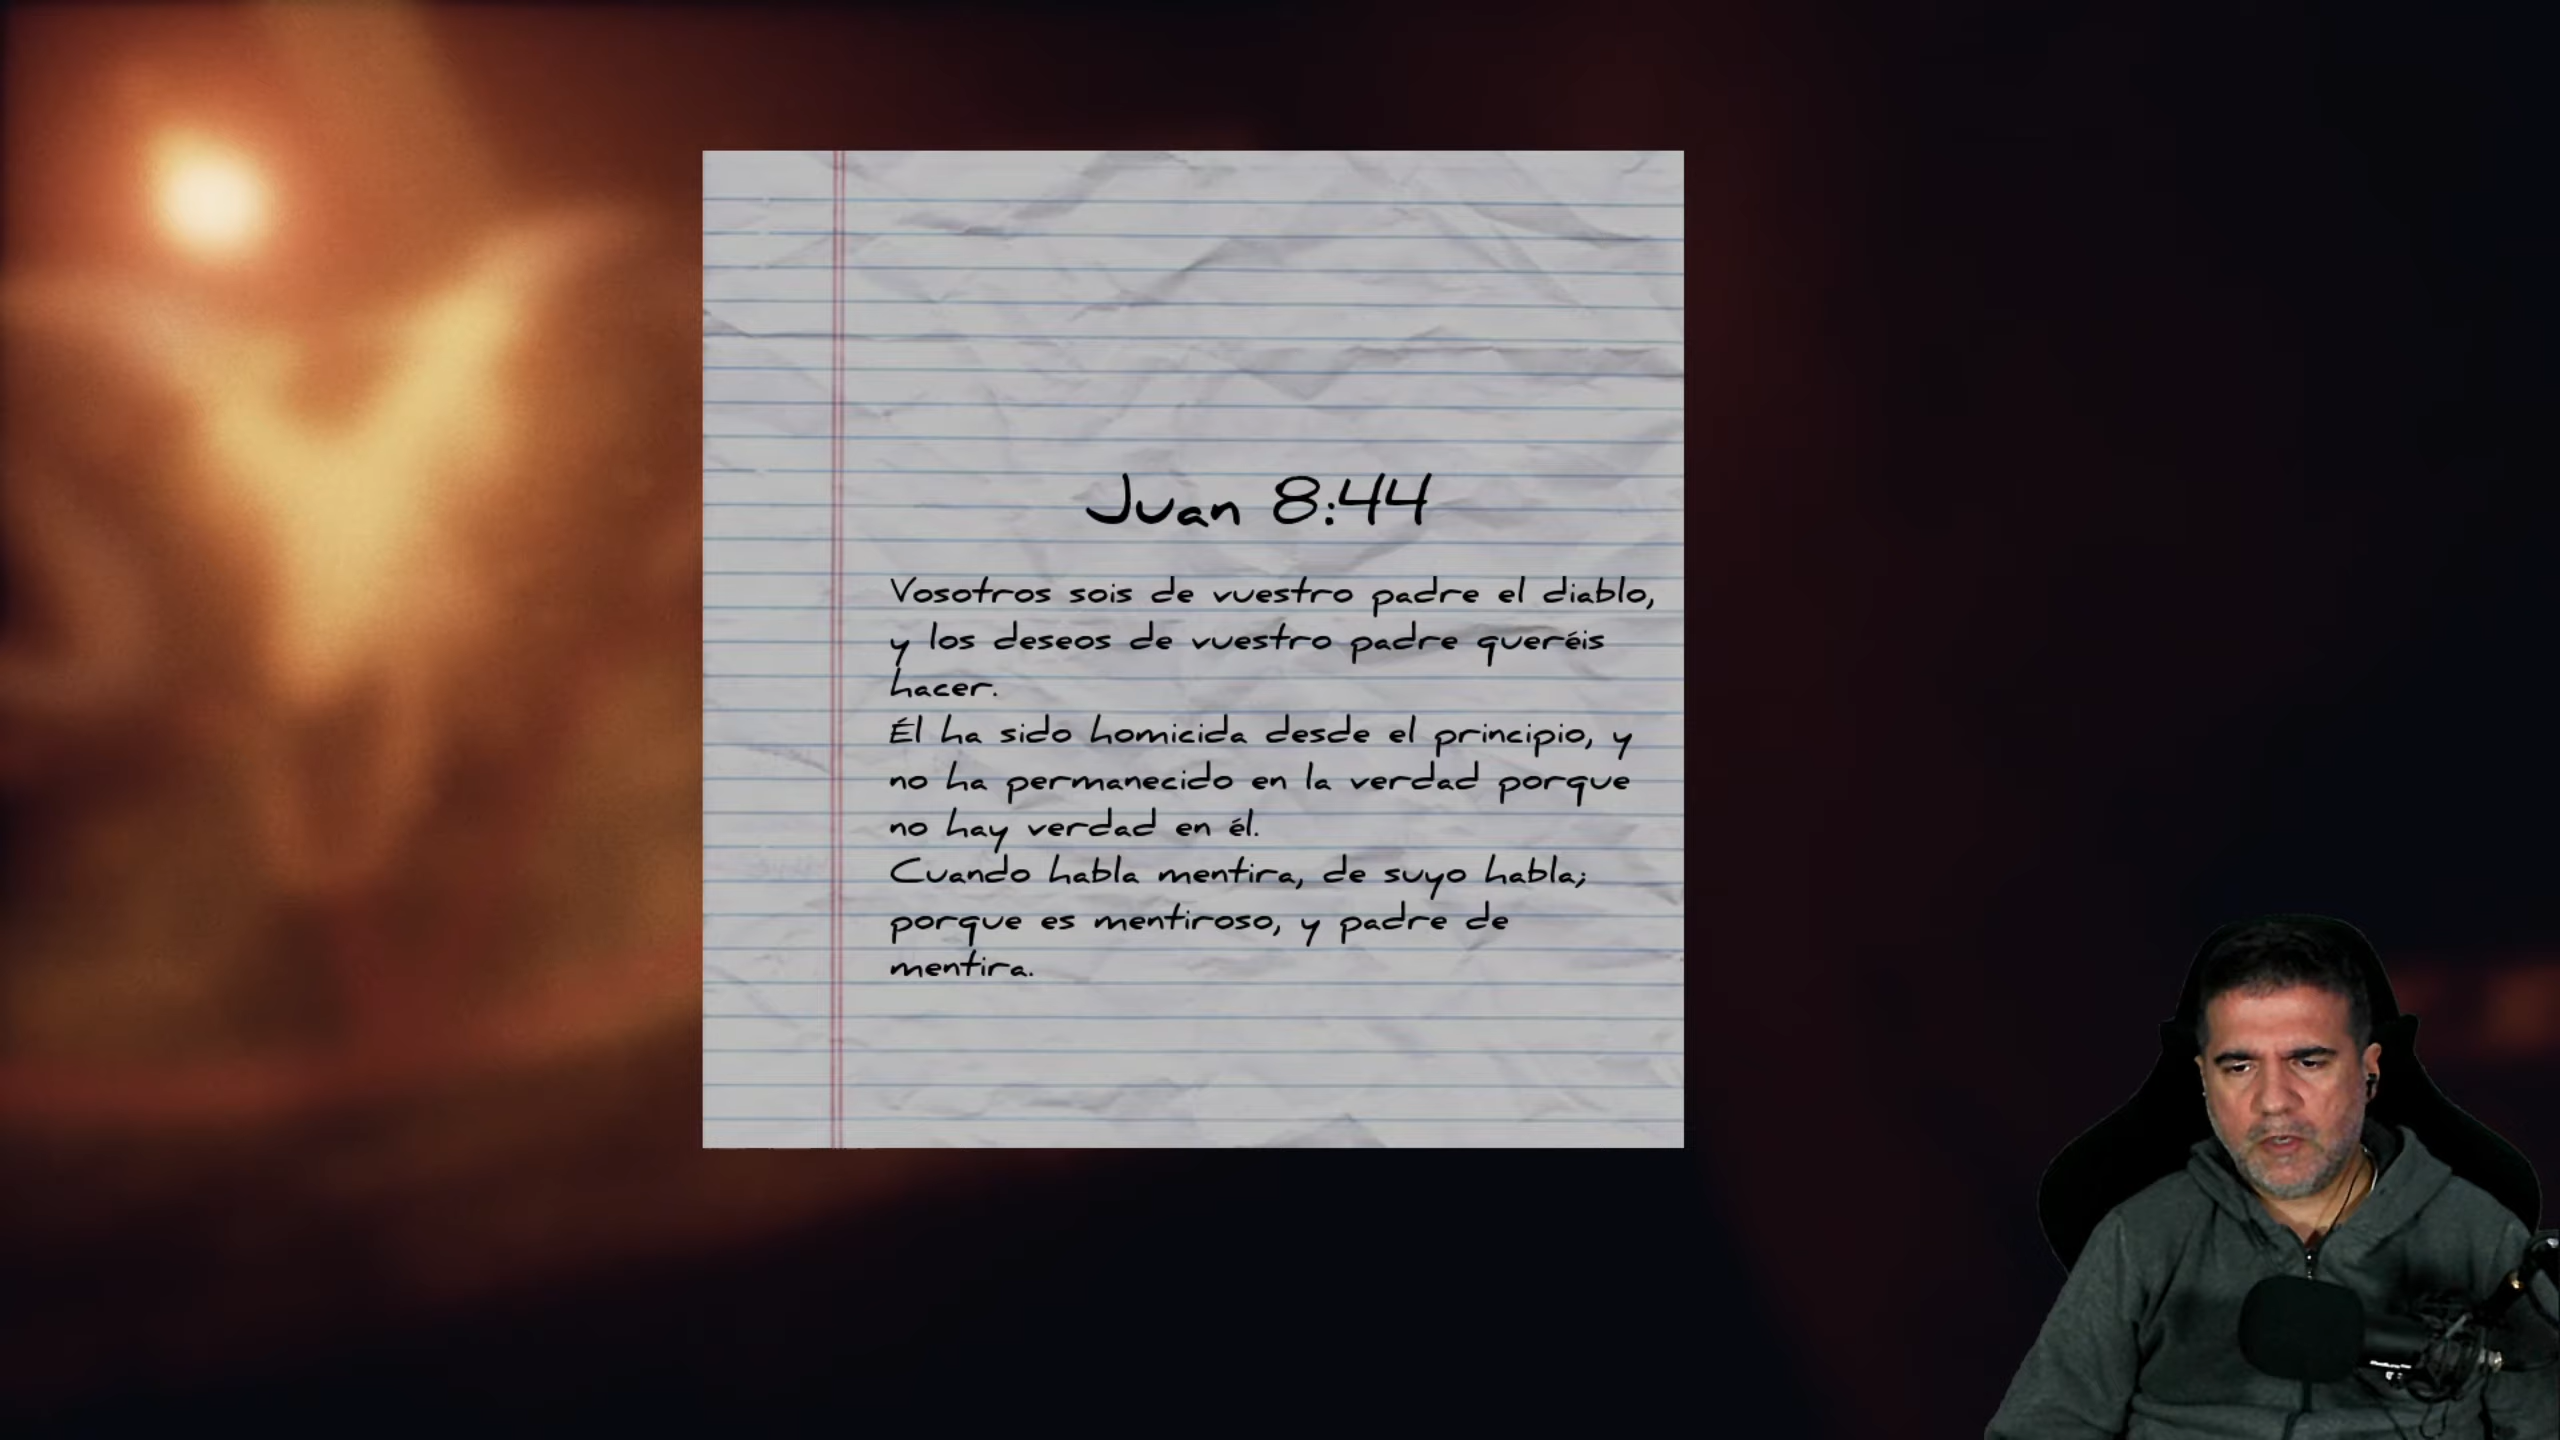 Juan 8:44
Vosotros sois de vuestro padre el diablo,
y los deseos de vuestro padre queréis
hacer.
Él ha sido homicida desde el principio, y
no ha permanecido en la verdad porque
no hay verdad en él.
Cuando habla mentira, de suyo habla;
porque es mentiroso, y padre de
mentira.